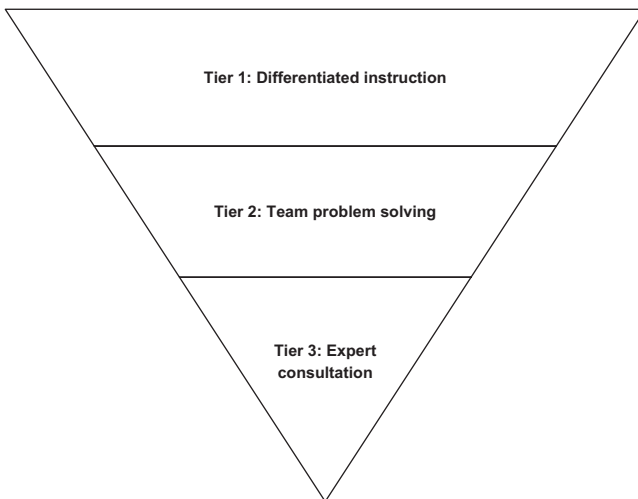 Tier 1: Differentiated instruction
Tier 2: Team problem solving
Tier 3: Expert
consultation